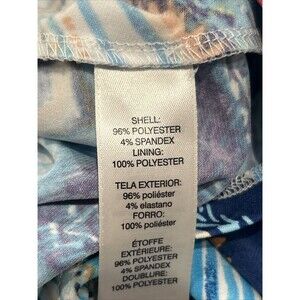 SHELL:
96% POLYESTER
4% SPANDEX
LINING:
100% POLYESTER
TELA EXTERIOR:
96% poliéster
4% elastano
FORRO:
100% poliéster
ÉTOFFE
EXTÉRIEURE:
96% POLYESTER
4% SPANDEX
DOUBLURE:
100% POLYESTER